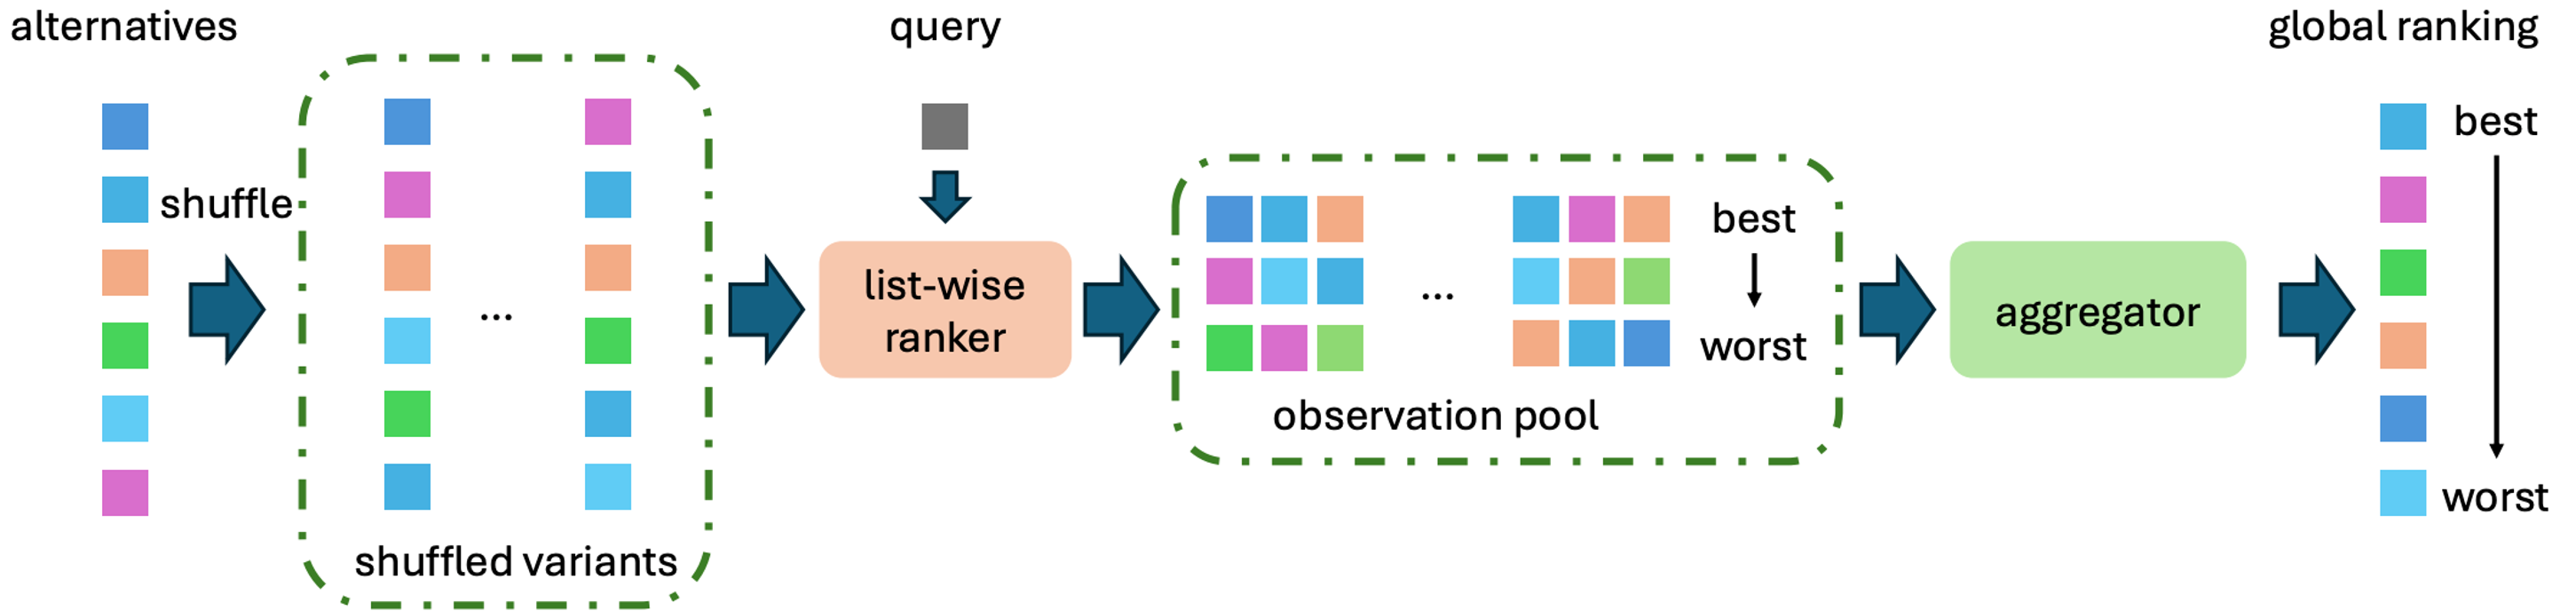 alternatives
shuffle
...
shuffled variants
query
list-wise
ranker
...
best
worst
observation pool
aggregator
global ranking
best
worst